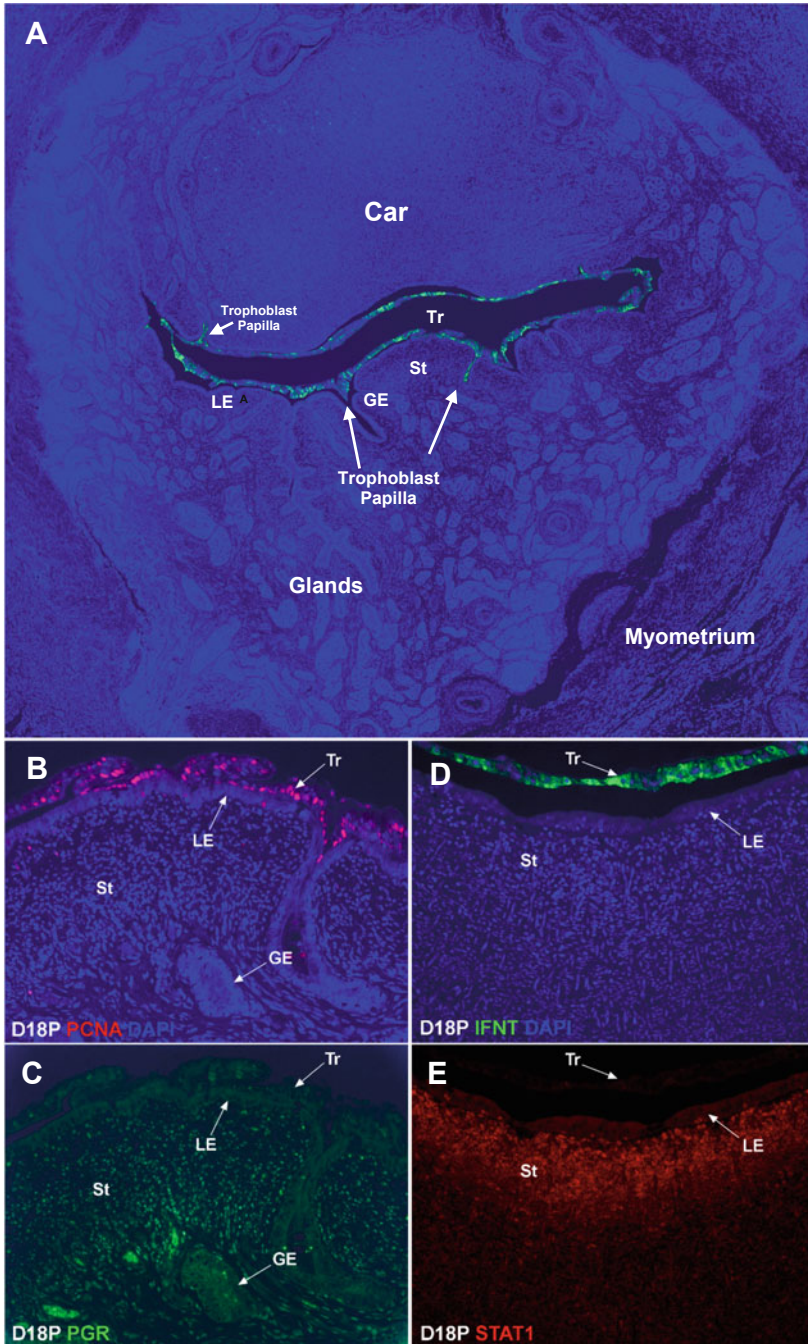 A
Car
Trophoblast
Papilla
Tr
St
LE A
GE
Trophoblast
Papilla
Glands
Myometrium
B
Tr
LE
St
GE
D18P PCNA DAPI
D
Tr
LE
St
D18P IFNT DAPI
C
Tr
LE
St
GE
D18P PGR
E
Tr
LE
St
D18P STAT1